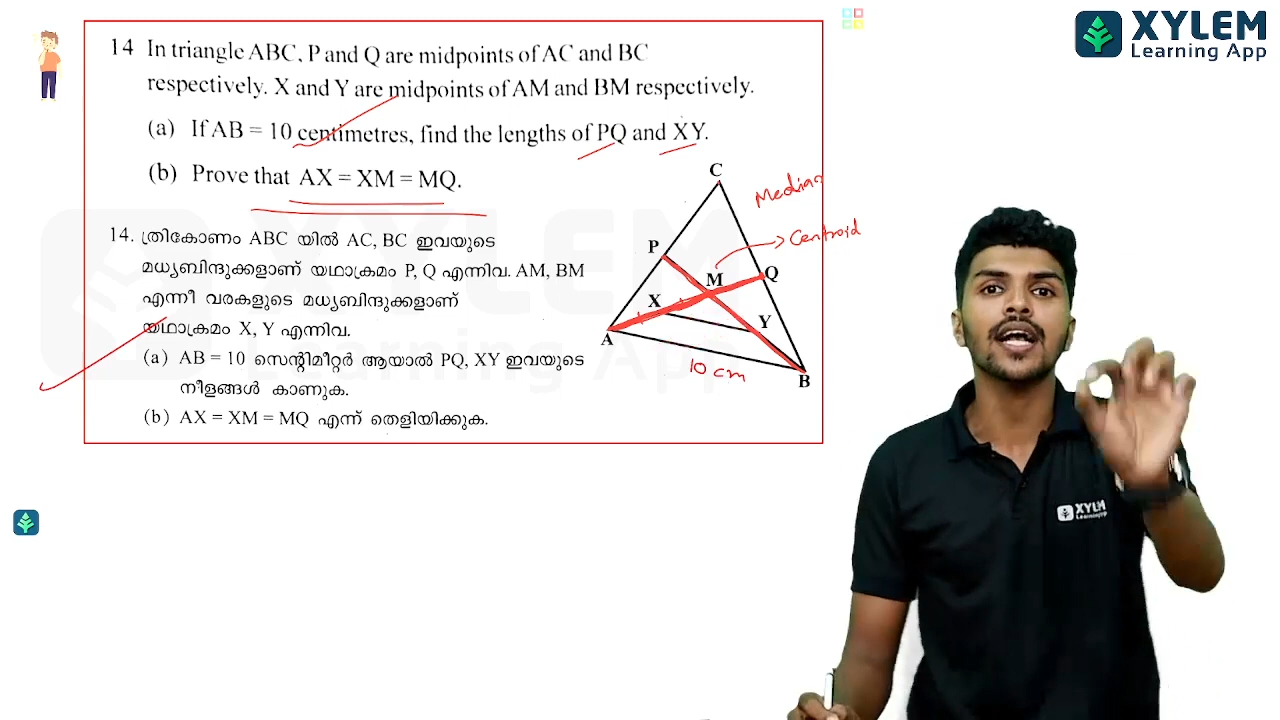 XYLEM
Learning App
14 In triangle ABC, P and Q are midpoints of AC and BC
respectively. X and Y are midpoints of AM and BM respectively.
(a) If AB = 10 centimetres, find the lengths of PQ and XY.
(b) Prove that AX = XM = MQ.
14. ത്രികോണം ABC യിൽ AC, BC ഇവയുടെ
മധ്യബിന്ദുക്കളാണ് യഥാക്രമം P, Q എന്നിവ. AM, BM
എന്നീ വരകളുടെ മധ്യബിന്ദുക്കളാണ്
യഥാക്രമം X, Y എന്നിവ.
(a) AB = 10 സെന്റിമീറ്റർ ആയാൽ PQ, XY ഇവയുടെ
നീളങ്ങൾ കാണുക.
(b) AX = XM = MQ എന്ന് തെളിയിക്കുക.
C
Median
Centroid
P
M
Q
X
Y
A
10 cm
B
XYLEM
Learning App
XYLEM